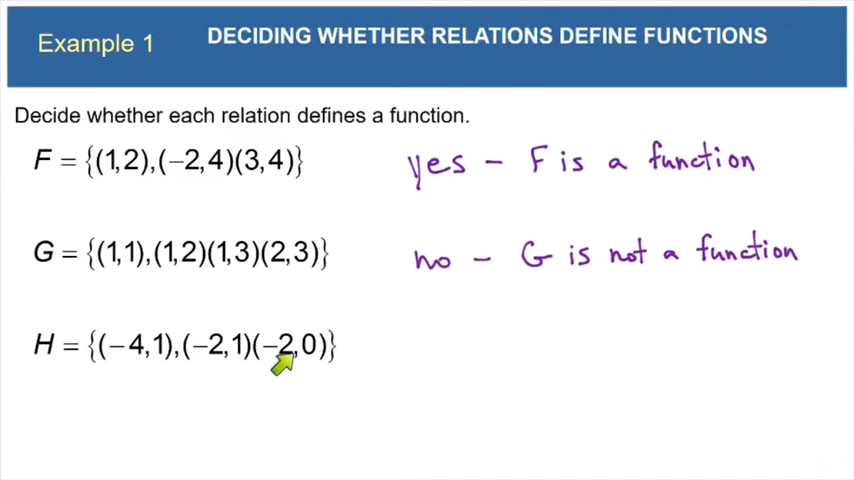 Example 1
DECIDING WHETHER RELATIONS DEFINE FUNCTIONS
Decide whether each relation defines a function.
F = {(1,2),(−2,4)(3,4)}
yes – F is a function
G = {(1,1),(1,2)(1,3)(2,3)}
no – G is not a function
H = {(−4,1),(−2,1)(−2,0)}